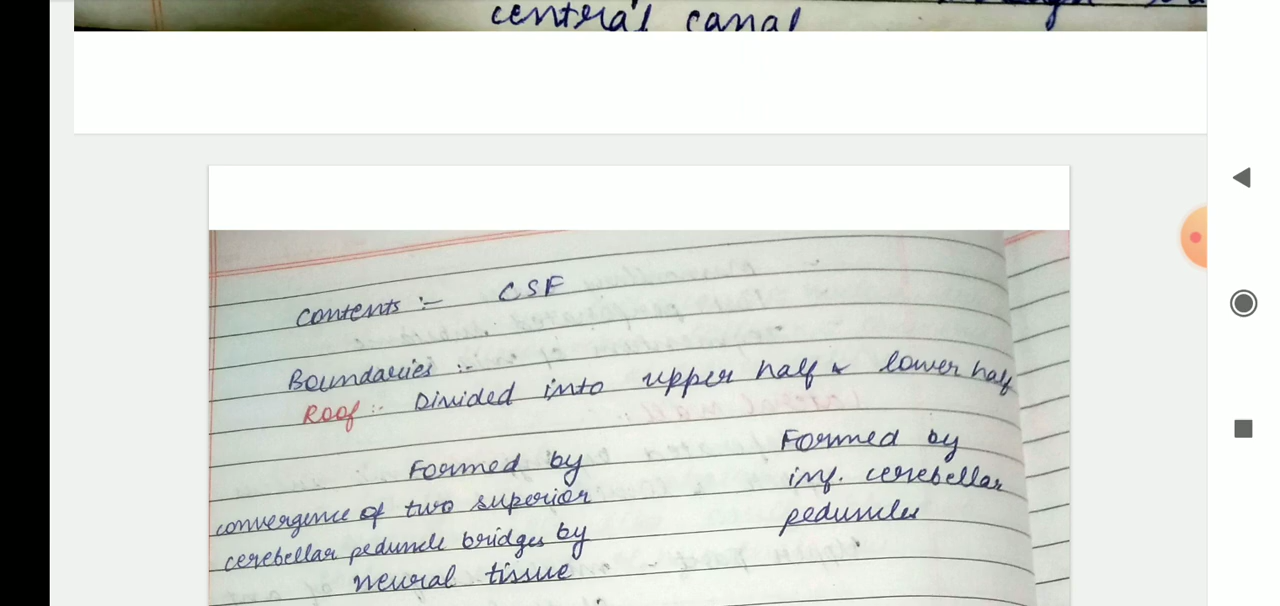 central canal
Contents :- CSF
Boundaries :-
Roof :- Divided into upper half & lower half
Formed by
convergence of two superior
cerebellar peduncle bridges by
neural tissue
Formed by
inf. cerebellar
peduncles